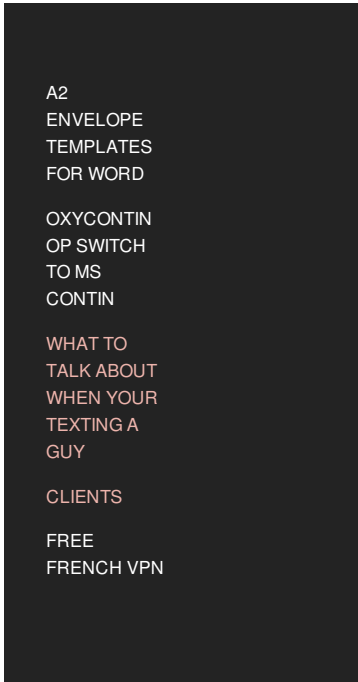 A2
ENVELOPE
TEMPLATES
FOR WORD
OXYCONTIN
OP SWITCH
TO MS
CONTIN
WHAT TO
TALK ABOUT
WHEN YOUR
TEXTING A
GUY
CLIENTS
FREE
FRENCH VPN